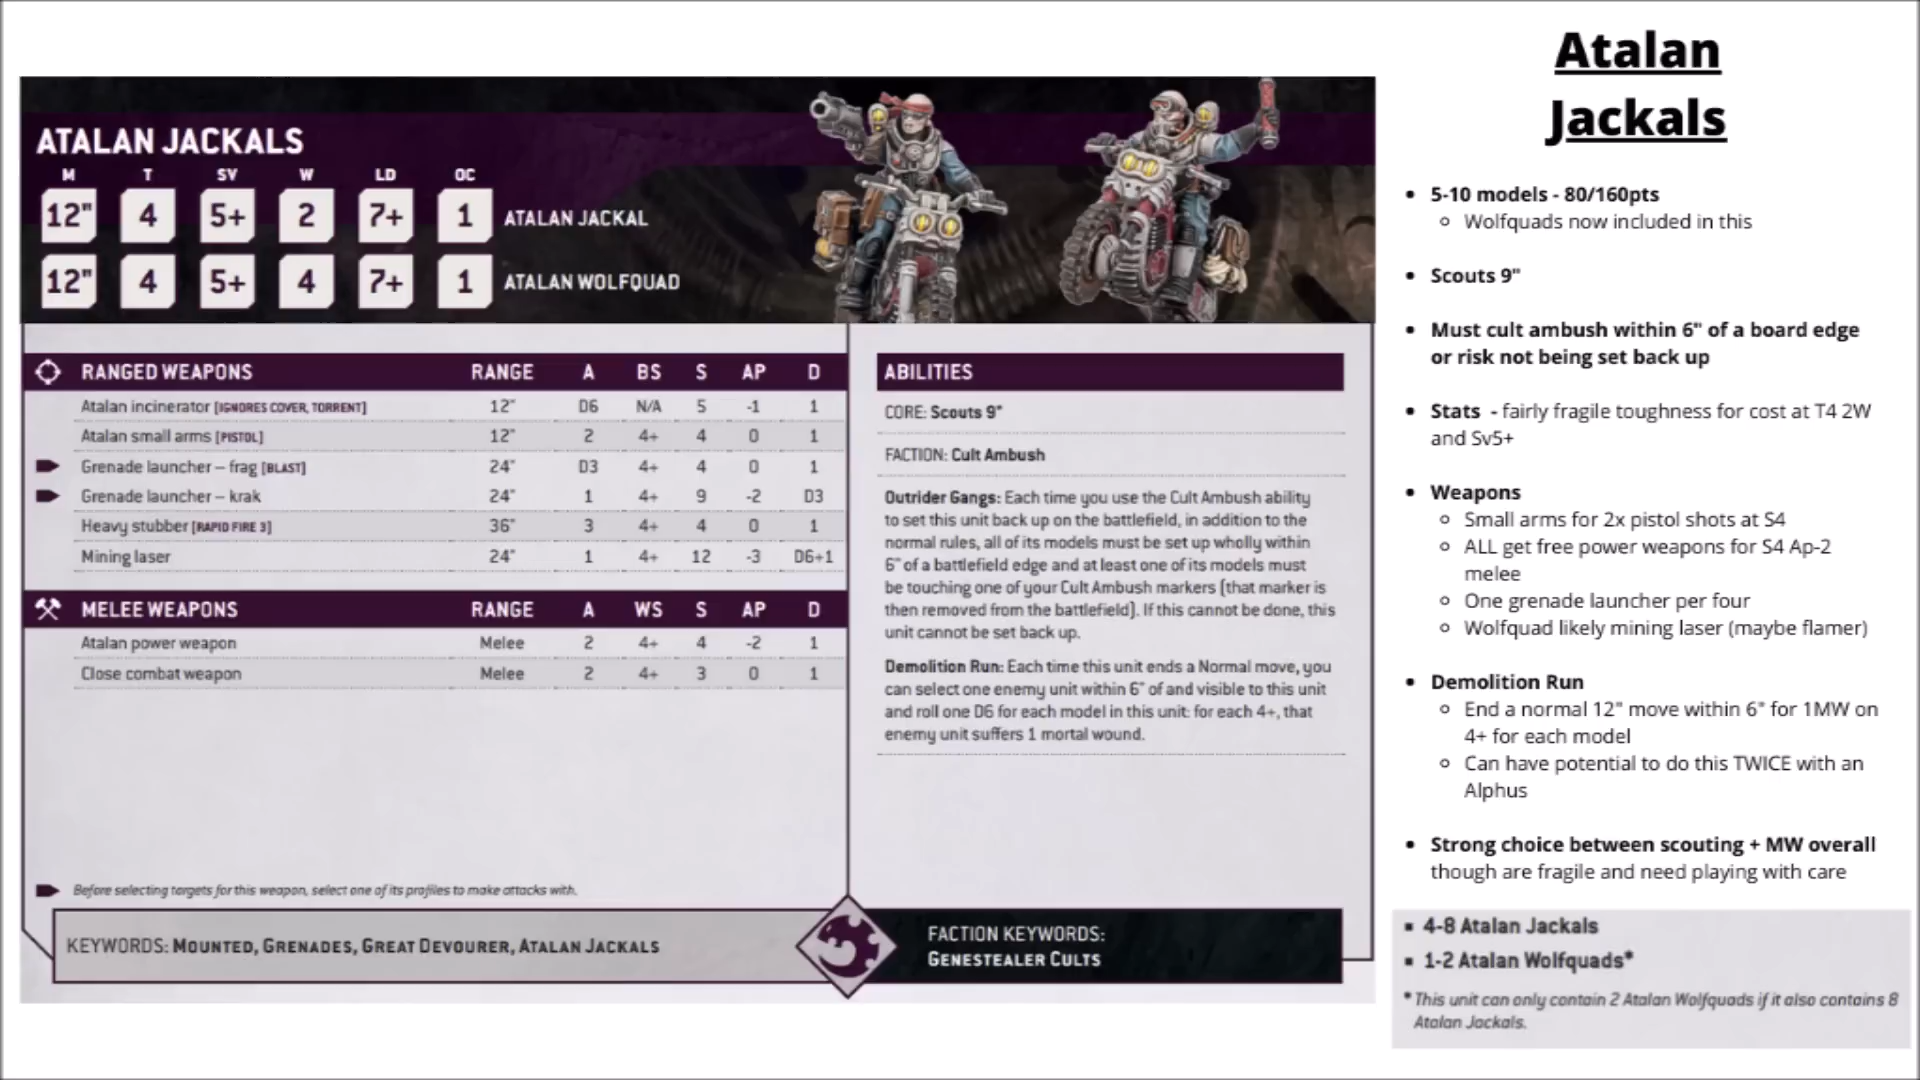 ATALAN JACKALS
M T SV W LD OC
12" 4 5+ 2 7+ 1 ATALAN JACKAL
12" 4 5+ 4 7+ 1 ATALAN WOLFQUAD
RANGED WEAPONS RANGE A BS S AP D
Atalan incinerator [IGNORES COVER, TORRENT] 12" D6 N/A 5 -1 1
Atalan small arms [PISTOL] 12" 2 4+ 4 0 1
Grenade launcher – frag [BLAST] 24" D3 4+ 4 0 1
Grenade launcher – krak 24" 1 4+ 9 -2 D3
Heavy stubber [RAPID FIRE 3] 36" 3 4+ 4 0 1
Mining laser 24" 1 4+ 12 -3 D6+1
MELEE WEAPONS RANGE A WS S AP D
Atalan power weapon Melee 2 4+ 4 -2 1
Close combat weapon Melee 2 4+ 3 0 1
Before selecting targets for this weapon, select one of its profiles to make attacks with.
ABILITIES
CORE: Scouts 9"
FACTION: Cult Ambush
Outrider Gangs: Each time you use the Cult Ambush ability
to set this unit back up on the battlefield, in addition to the
normal rules, all of its models must be set up wholly within
6" of a battlefield edge and at least one of its models must
be touching one of your Cult Ambush markers (that marker is
then removed from the battlefield). If this cannot be done, this
unit cannot be set back up.
Demolition Run: Each time this unit ends a Normal move, you
can select one enemy unit within 6" of and visible to this unit
and roll one D6 for each model in this unit: for each 4+, that
enemy unit suffers 1 mortal wound.
KEYWORDS: MOUNTED, GRENADES, GREAT DEVOURER, ATALAN JACKALS
FACTION KEYWORDS:
GENESTEALER CULTS
Atalan
Jackals
• 5-10 models - 80/160pts
○ Wolfquads now included in this
• Scouts 9"
• Must cult ambush within 6" of a board edge
or risk not being set back up
• Stats - fairly fragile toughness for cost at T4 2W
and Sv5+
• Weapons
○ Small arms for 2x pistol shots at S4
○ ALL get free power weapons for S4 Ap-2
melee
○ One grenade launcher per four
○ Wolfquad likely mining laser (maybe flamer)
• Demolition Run
○ End a normal 12" move within 6" for 1MW on
4+ for each model
○ Can have potential to do this TWICE with an
Alphus
• Strong choice between scouting + MW overall
though are fragile and need playing with care
▪ 4-8 Atalan Jackals
▪ 1-2 Atalan Wolfquads*
* This unit can only contain 2 Atalan Wolfquads if it also contains 8
Atalan Jackals.